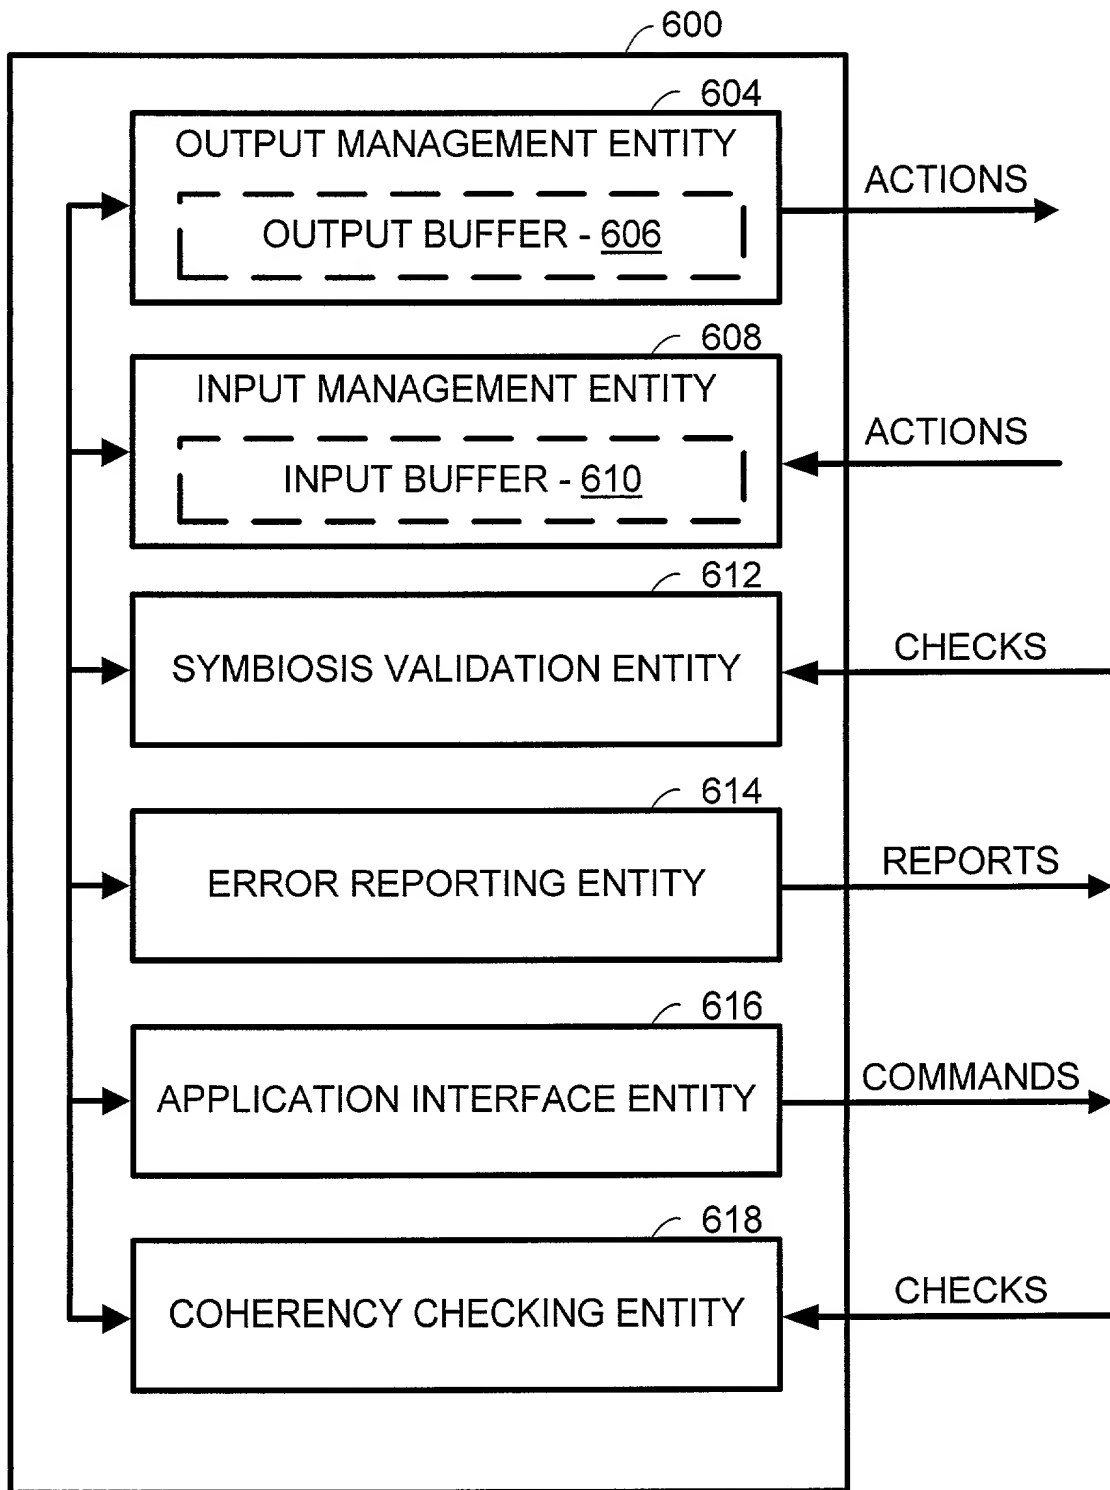 600
604
OUTPUT MANAGEMENT ENTITY
OUTPUT BUFFER - 606
ACTIONS
608
INPUT MANAGEMENT ENTITY
INPUT BUFFER - 610
ACTIONS
612
SYMBIOSIS VALIDATION ENTITY
CHECKS
614
ERROR REPORTING ENTITY
REPORTS
616
APPLICATION INTERFACE ENTITY
COMMANDS
618
COHERENCY CHECKING ENTITY
CHECKS